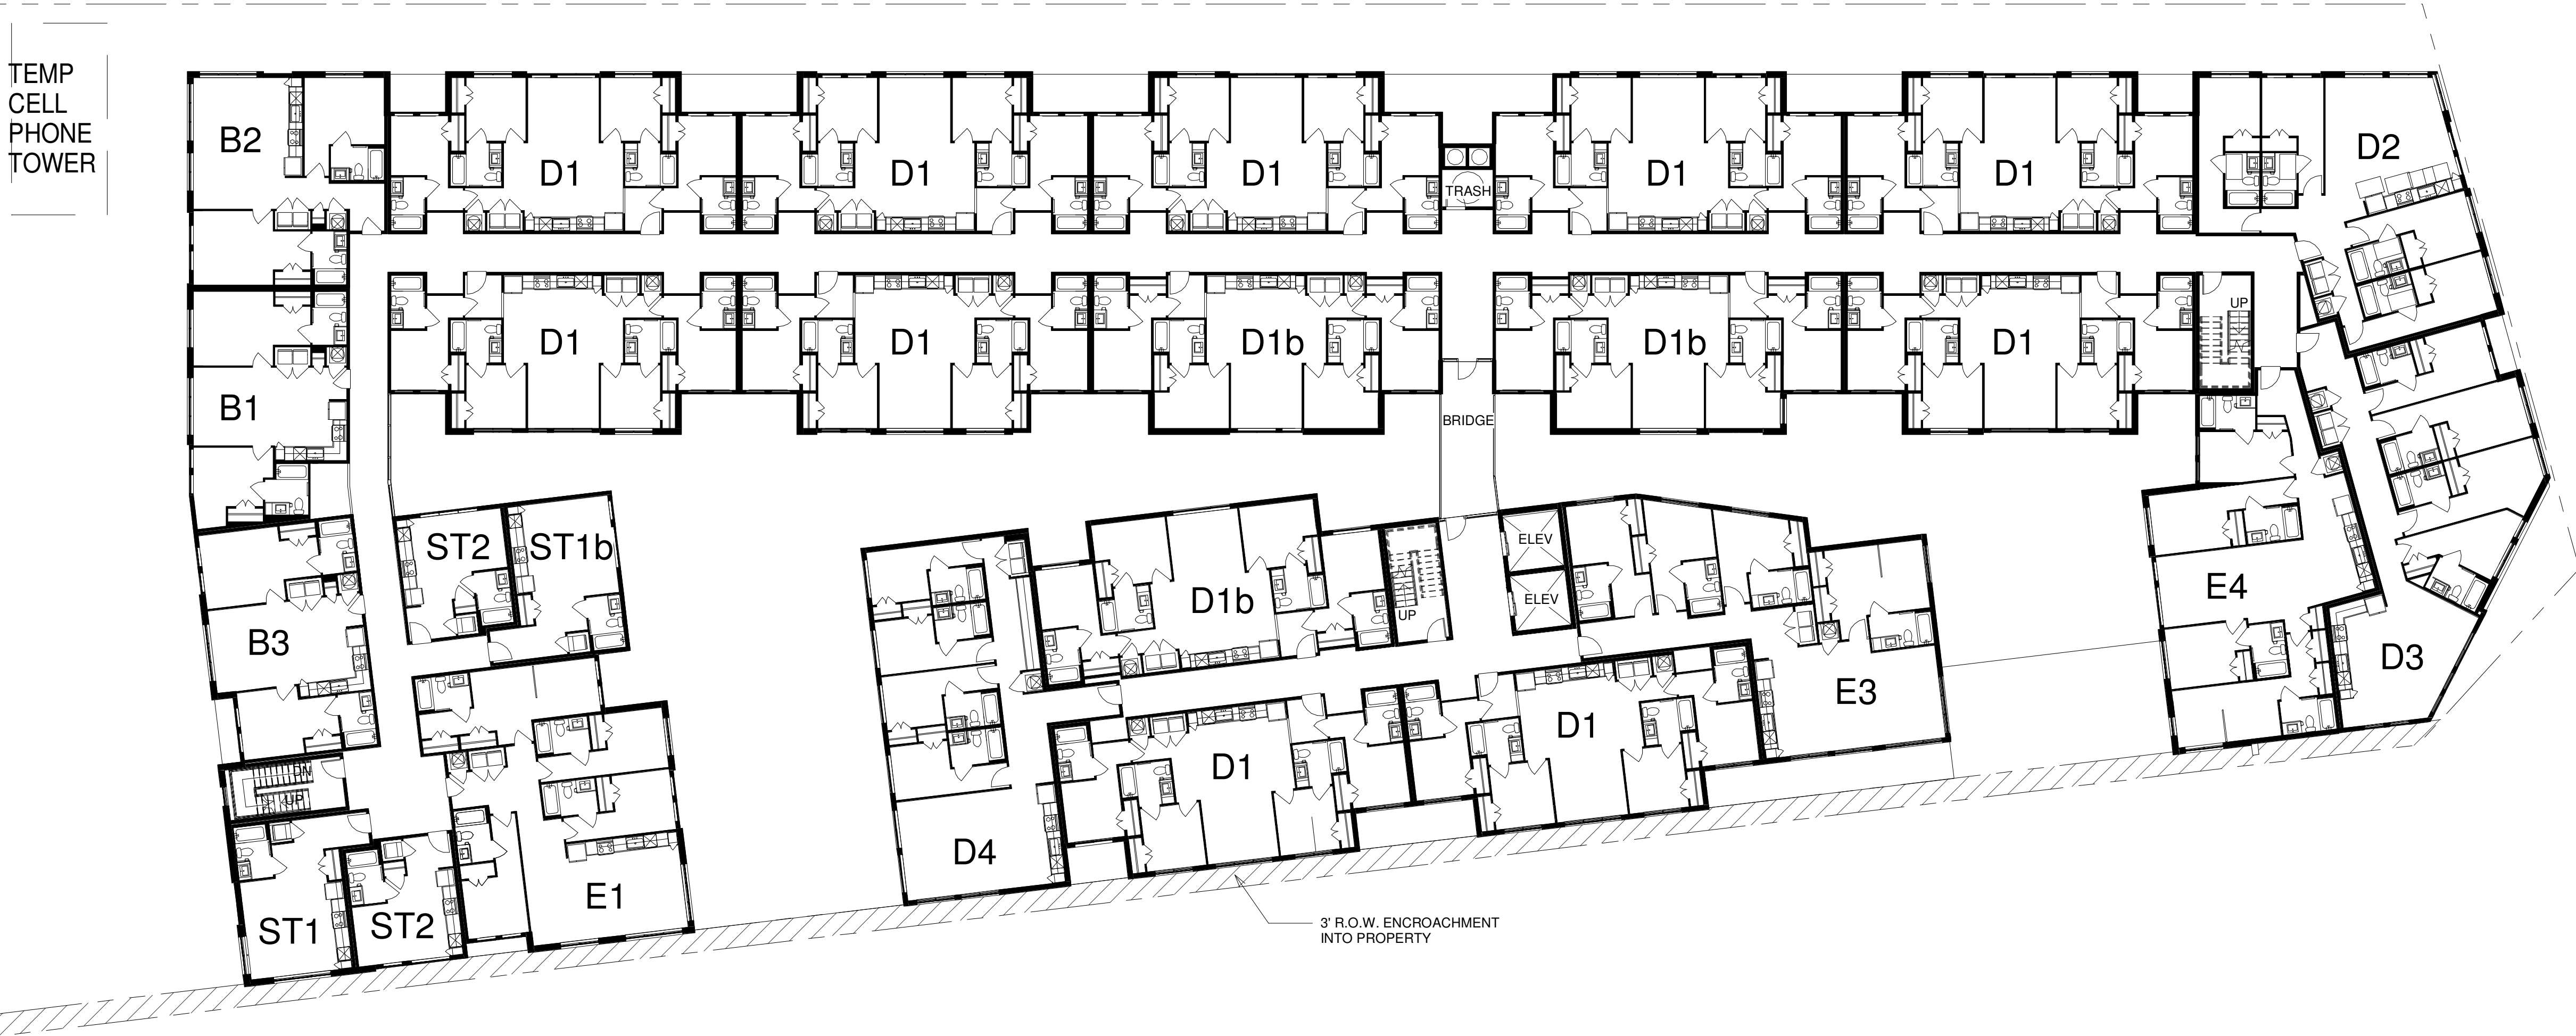 TEMP
CELL
PHONE
TOWER
B2
D1
D1
D1
TRASH
D1
D1
D2
D1
D1
D1b
D1b
D1
UP
B1
BRIDGE
ST2
ST1b
ELEV
ELEV
UP
D1b
E4
B3
D3
E3
D1
D1
DN
UP
D4
E1
ST1
ST2
3' R.O.W. ENCROACHMENT
INTO PROPERTY